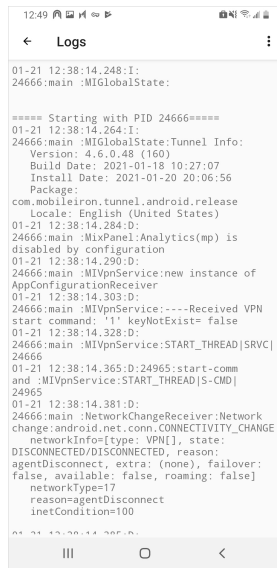 12:49
Logs
01-21 12:38:14.248:I:
24666:main :MIGlobalState:
===== Starting with PID 24666=====
01-21 12:38:14.264:I:
24666:main :MIGlobalState:Tunnel Info:
Version: 4.6.0.48 (160)
Build Date: 2021-01-18 10:27:07
Install Date: 2021-01-20 20:06:56
Package:
com.mobileiron.tunnel.android.release
Locale: English (United States)
01-21 12:38:14.284:D:
24666:main :MixPanel:Analytics(mp) is
disabled by configuration
01-21 12:38:14.290:D:
24666:main :MIVpnService:new instance of
AppConfigurationReceiver
01-21 12:38:14.303:D:
24666:main :MIVpnService:----Received VPN
start command: '1' keyNotExist= false
01-21 12:38:14.328:D:
24666:main :MIVpnService:START_THREAD|SRVC|
24666
01-21 12:38:14.365:D:24965:start-comm
and :MIVpnService:START_THREAD|S-CMD|
24965
01-21 12:38:14.381:D:
24666:main :NetworkChangeReceiver:Network
change:android.net.conn.CONNECTIVITY_CHANGE
networkInfo=[type: VPN[], state:
DISCONNECTED/DISCONNECTED, reason:
agentDisconnect, extra: (none), failover:
false, available: false, roaming: false]
networkType=17
reason=agentDisconnect
inetCondition=100